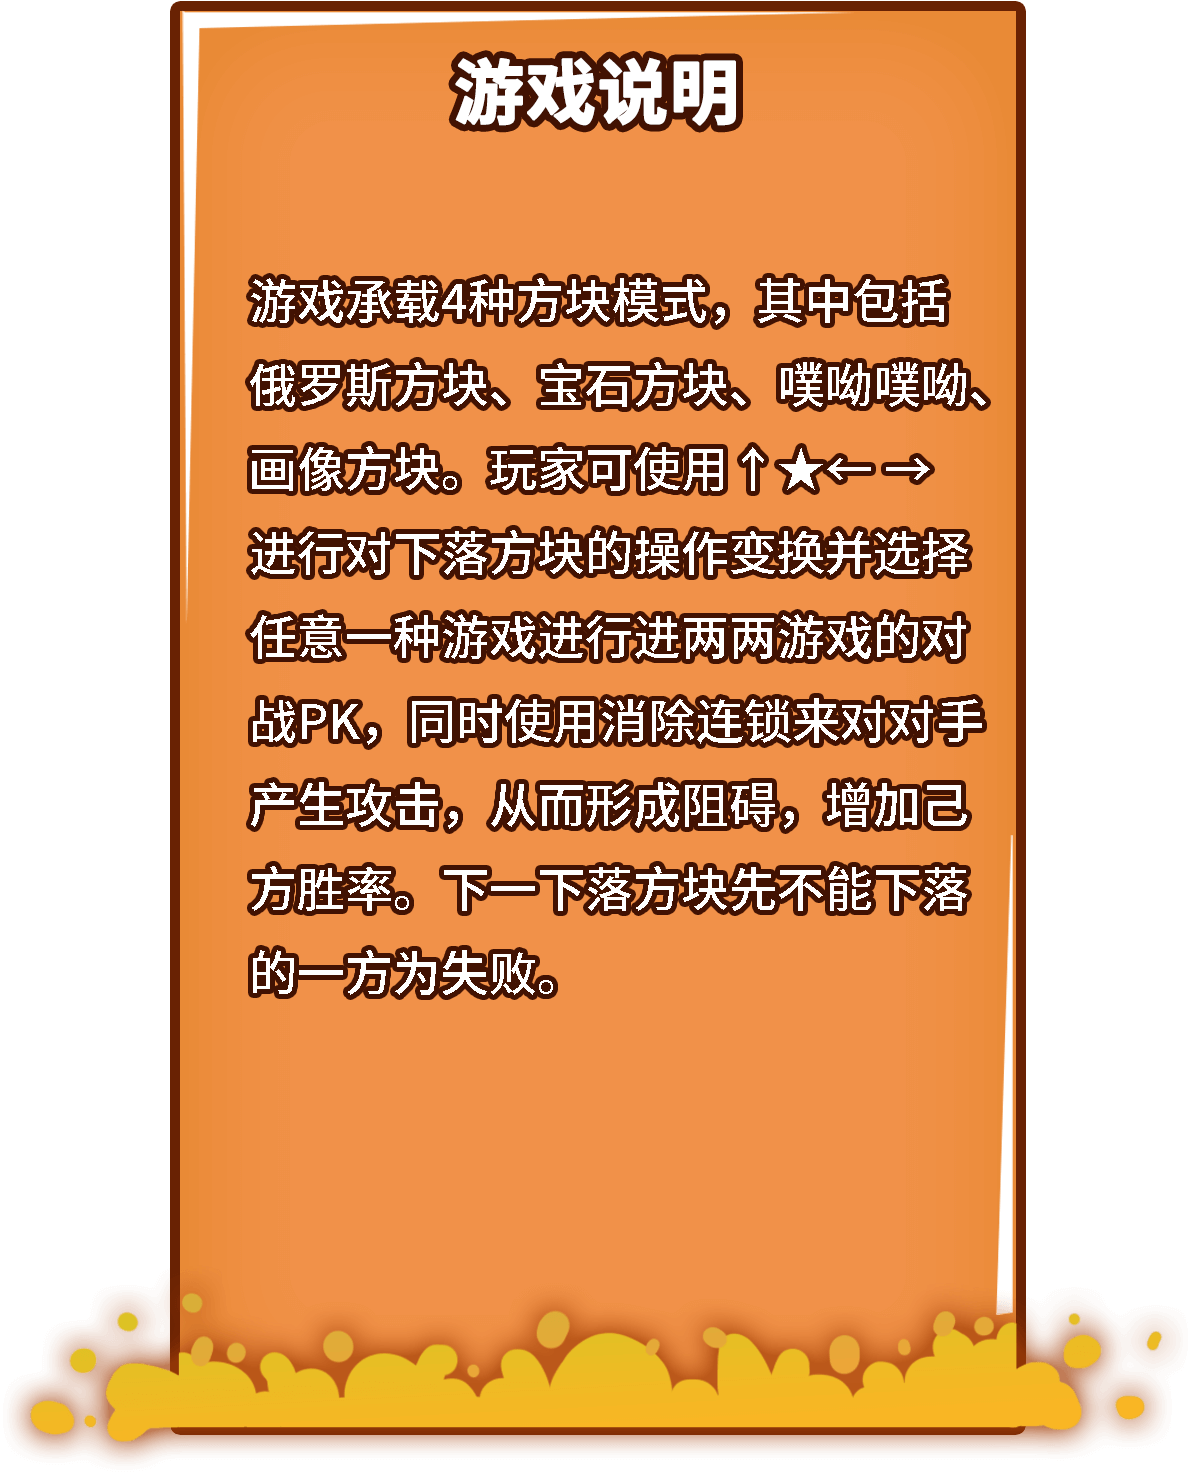 游戏说明
游戏承载4种方块模式，其中包括
俄罗斯方块、宝石方块、噗呦噗呦、
画像方块。玩家可使用↑★←→
进行对下落方块的操作变换并选择
任意一种游戏进行进两两游戏的对
战PK，同时使用消除连锁来对对手
产生攻击，从而形成阻碍，增加己
方胜率。下一下落方块先不能下落
的一方为失败。